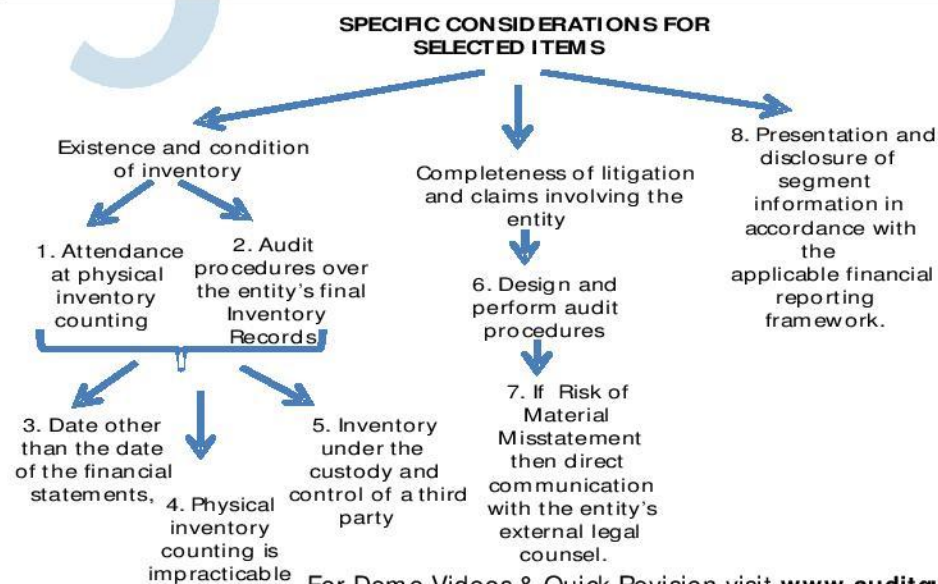 SPECIFIC CONSIDERATIONS FOR
SELECTED ITEMS
Existence and condition
of inventory
1. Attendance
at physical
inventory
counting
2. Audit
procedures over
the entity's final
Inventory
Records
3. Date other
than the date
of the financial
statements,
4. Physical
inventory
counting is
impracticable
5. Inventory
under the
custody and
control of a third
party
Completeness of litigation
and claims involving the
entity
6. Design and
perform audit
procedures
7. If Risk of
Material
Misstatement
then direct
communication
with the entity's
external legal
counsel.
8. Presentation and
disclosure of
segment
information in
accordance with
the
applicable financial
reporting
framework.
For Demo Videos & Quick Revision visit